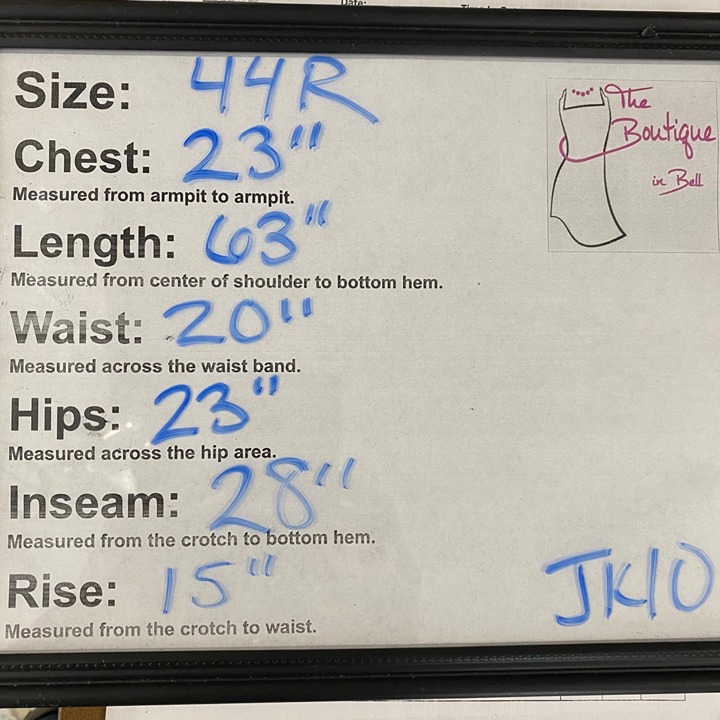 Date:
Size: 44R
The
Boutique
in Bell
Chest: 23"
Measured from armpit to armpit.
Length: 63"
Measured from center of shoulder to bottom hem.
Waist: 20"
Measured across the waist band.
Hips: 23"
Measured across the hip area.
Inseam: 28"
Measured from the crotch to bottom hem.
Rise: 15"
JK10
Measured from the crotch to waist.